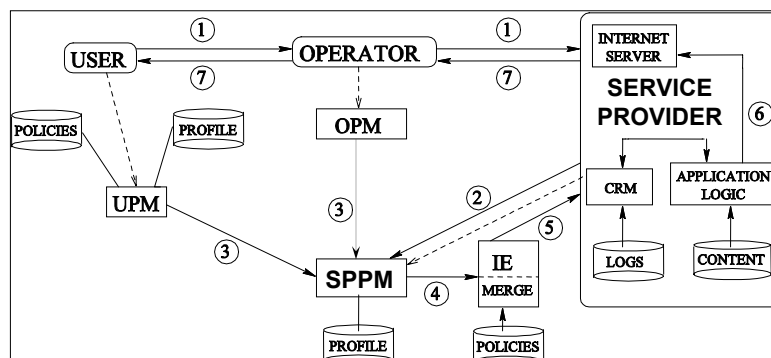 1
1
6
INTERNET
SERVER
USER
OPERATOR
7
7
SERVICE
PROVIDER
6
POLICIES
PROFILE
OPM
UPM
CRM
APPLICATION
LOGIC
3
3
2
5
LOGS
CONTENT
SPPM
4
IE
MERGE
PROFILE
POLICIES